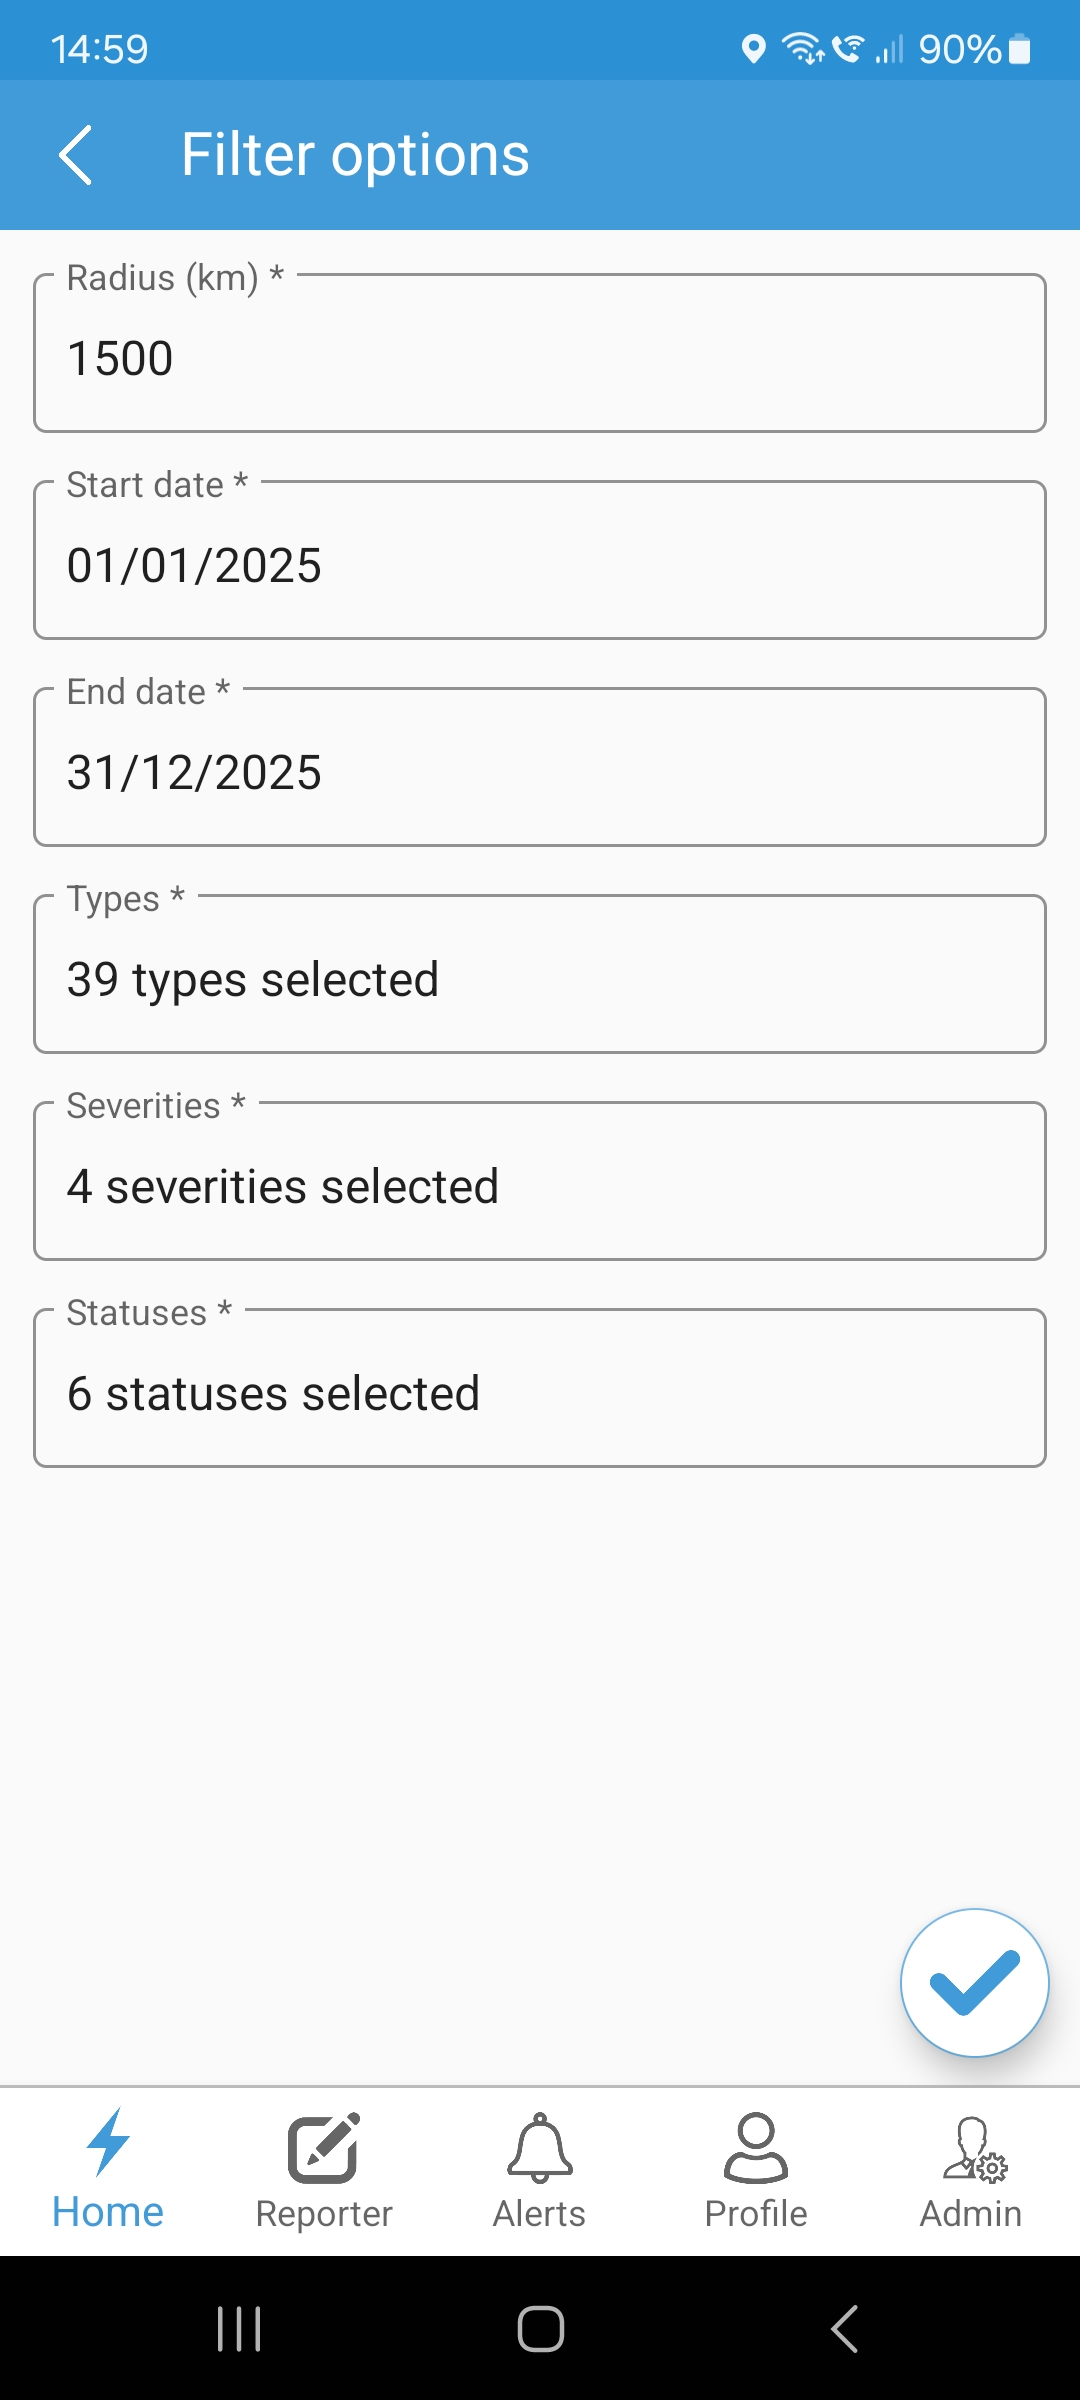 14:59
90%
Filter options
Radius (km) *
1500
Start date *
01/01/2025
End date *
31/12/2025
Types *
39 types selected
Severities *
4 severities selected
Statuses *
6 statuses selected
Home
Reporter
Alerts
Profile
Admin